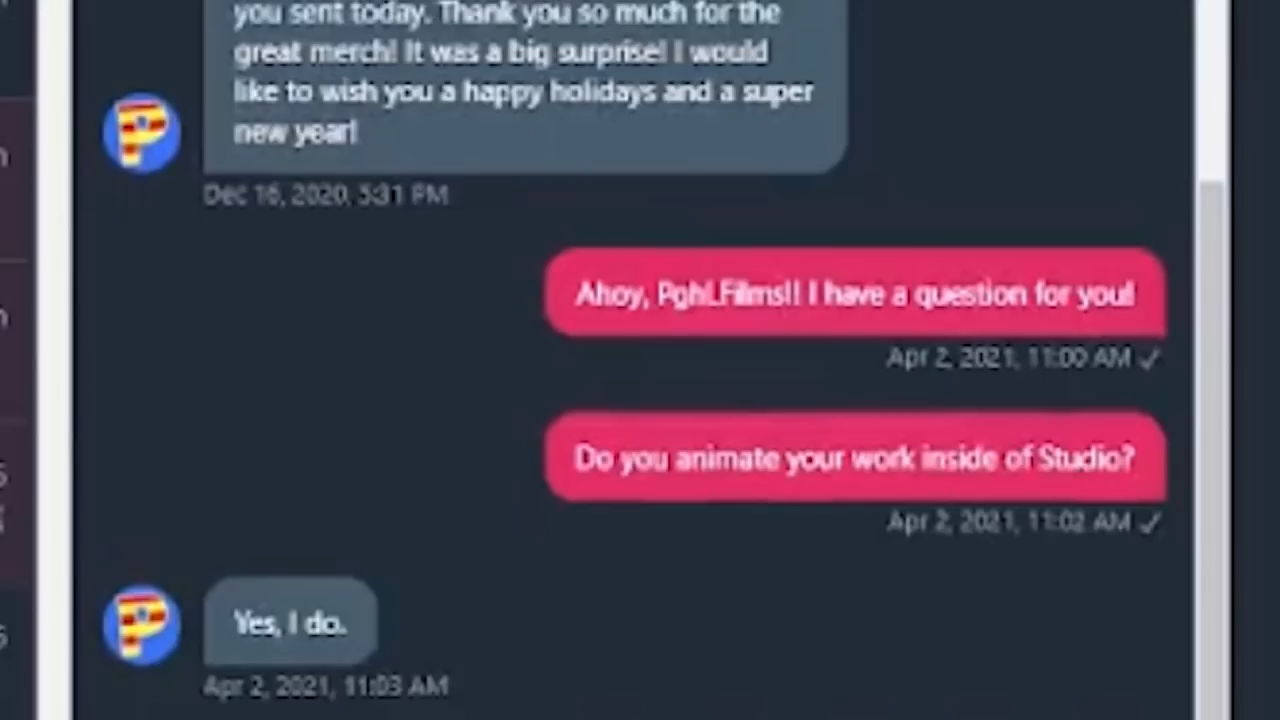 you sent today. Thank you so much for the
great merch! It was a big surprise! I would
like to wish you a happy holidays and a super
new year!
Dec 16, 2020, 5:31 PM
Ahoy, PghLFilms!! I have a question for you!
Apr 2, 2021, 11:00 AM ✓
Do you animate your work inside of Studio?
Apr 2, 2021, 11:02 AM ✓
Yes, I do.
Apr 2, 2021, 11:03 AM